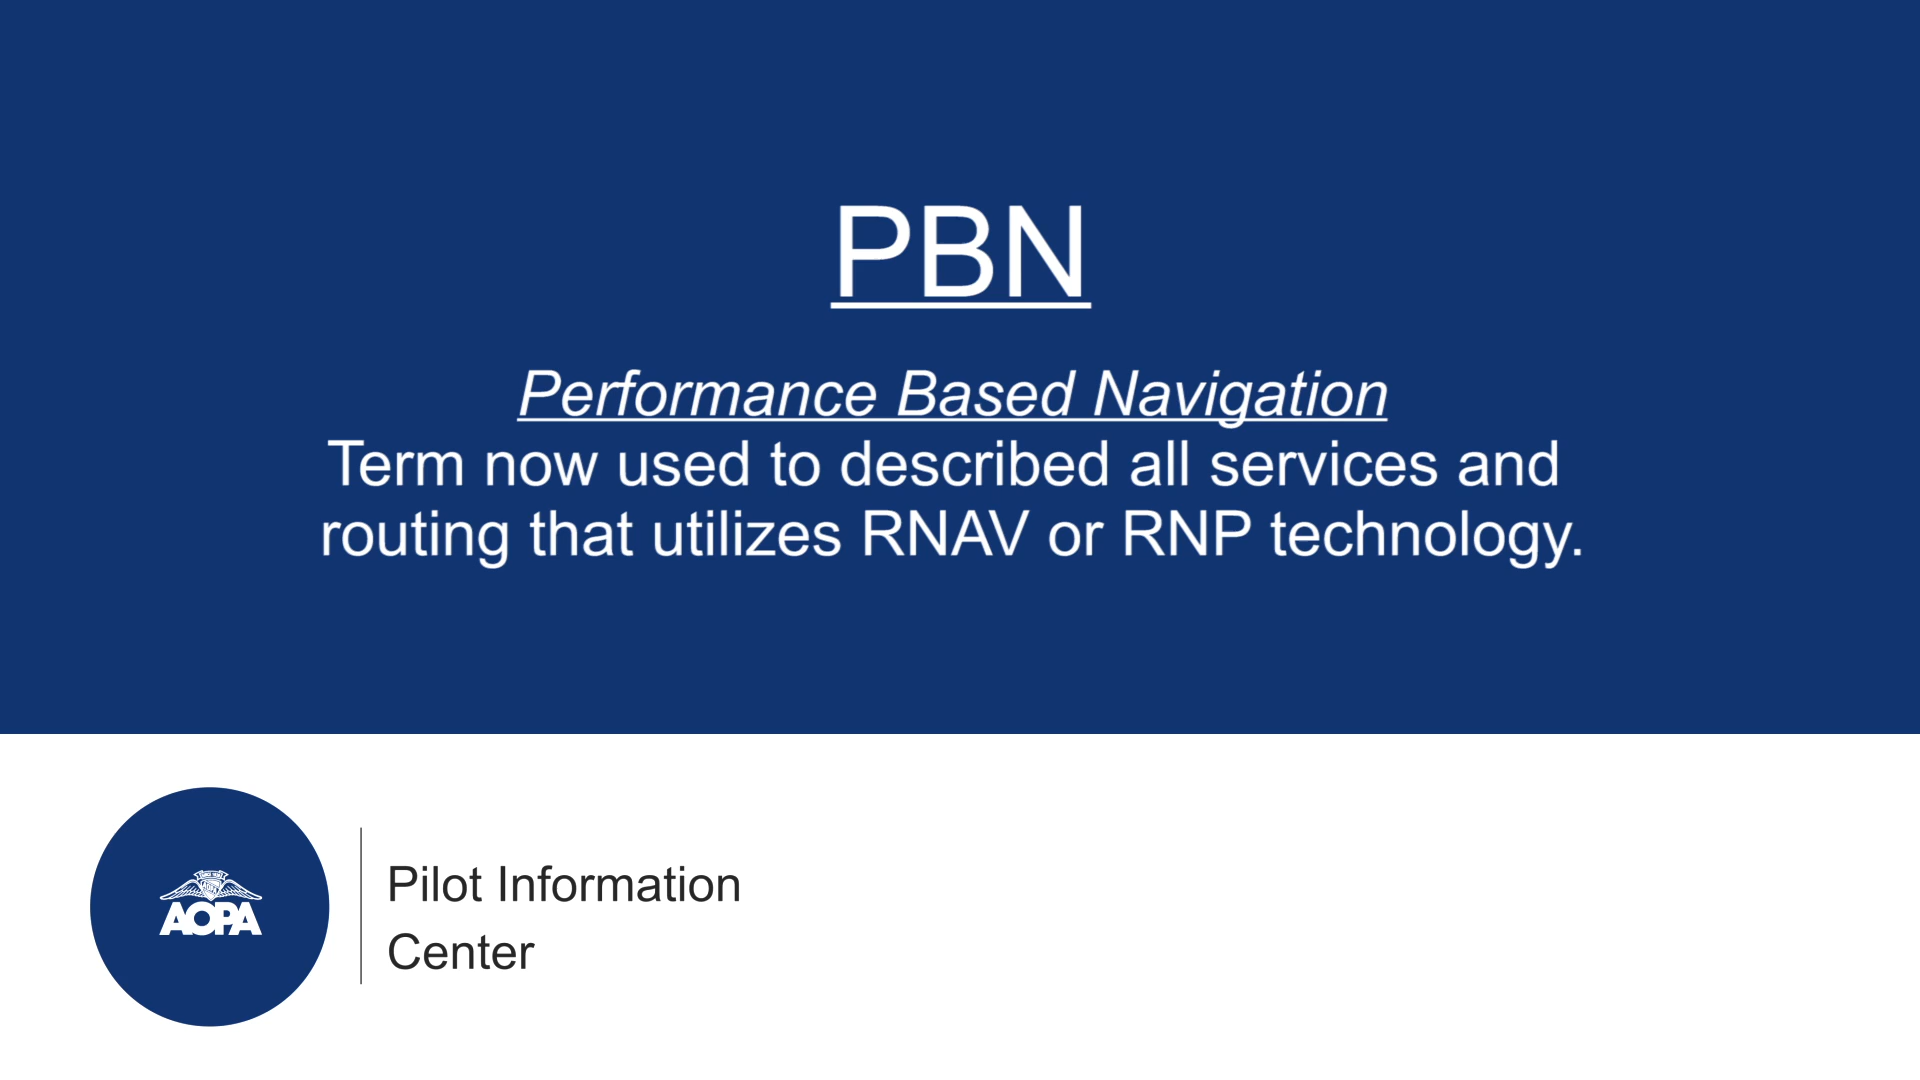 PBN
Performance Based Navigation
Term now used to described all services and
routing that utilizes RNAV or RNP technology.
AOPA
Pilot Information
Center